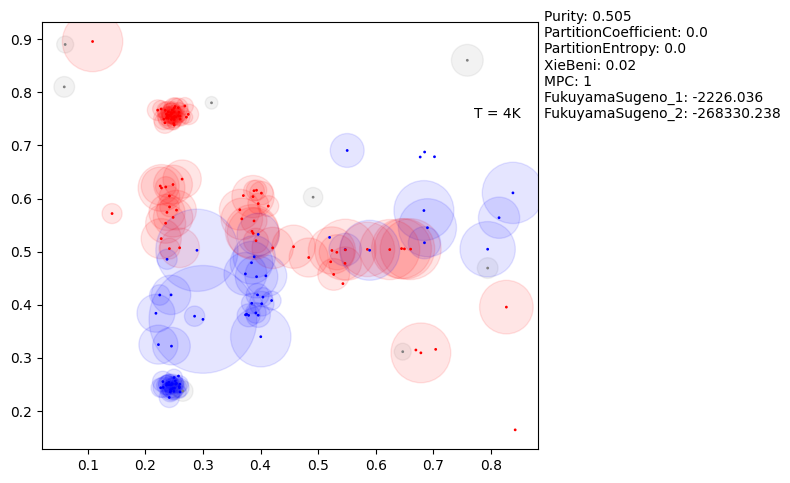 Purity: 0.505
PartitionCoefficient: 0.0
PartitionEntropy: 0.0
XieBeni: 0.02
MPC: 1
FukuyamaSugeno_1: -2226.036
FukuyamaSugeno_2: -268330.238
T = 4K
0.9
0.8
0.7
0.6
0.5
0.4
0.3
0.2
0.1 0.2 0.3 0.4 0.5 0.6 0.7 0.8